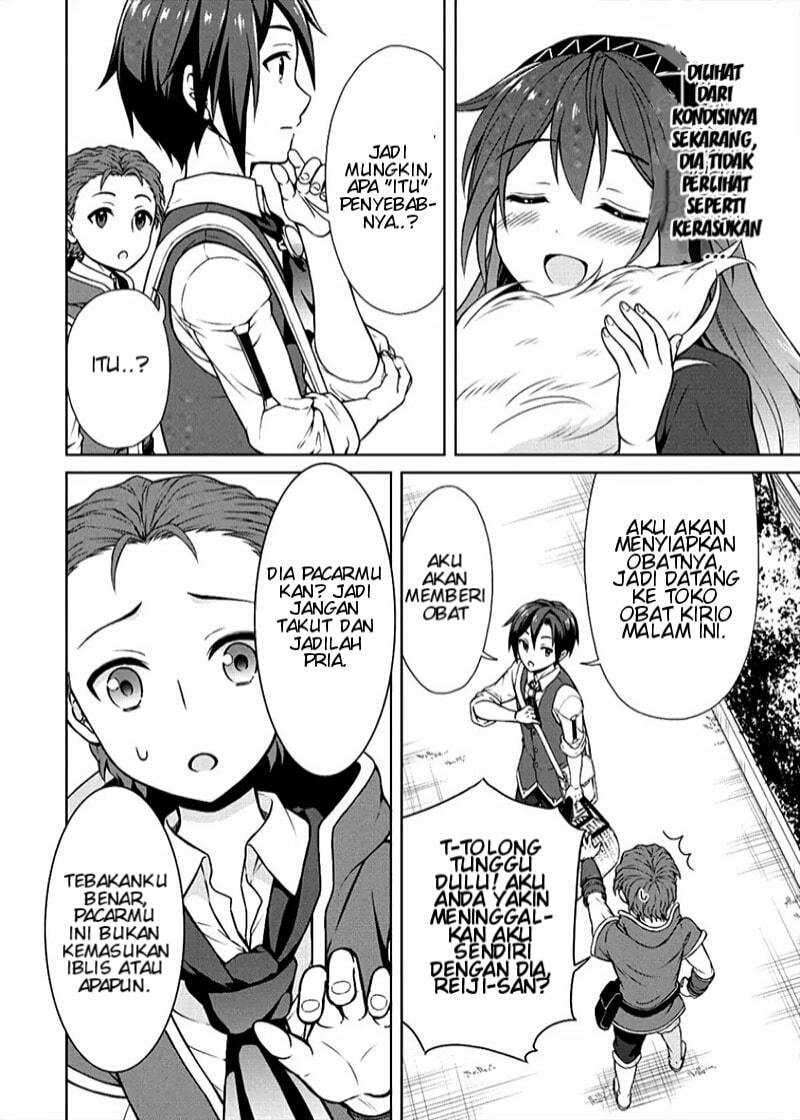 DILIHAT
DARI
KONDISINYA
SEKARANG,
DIA TIDAK
PERLIHAT
SEPERTI
KERASUKAN
....
JADI
MUNGKIN,
APA "ITU"
PENYEBAB-
NYA..?
ITU..?
AKU AKAN
MENYIAPKAN
OBATNYA,
JADI DATANG
KE TOKO
OBAT KIRIO
MALAM INI.
AKU
AKAN
MEMBERI
OBAT
T-TOLONG
TUNGGU
DULU! AKU
ANDA YAKIN
MENINGGAL-
KAN AKU
SENDIRI
DENGAN DIA,
REIJI-SAN?
DIA PACARMU
KAN? JADI
JANGAN
TAKUT DAN
JADILAH
PRIA.
TEBAKANKU
BENAR,
PACARMU
INI BUKAN
KEMASUKAN
IBLIS ATAU
APAPUN.